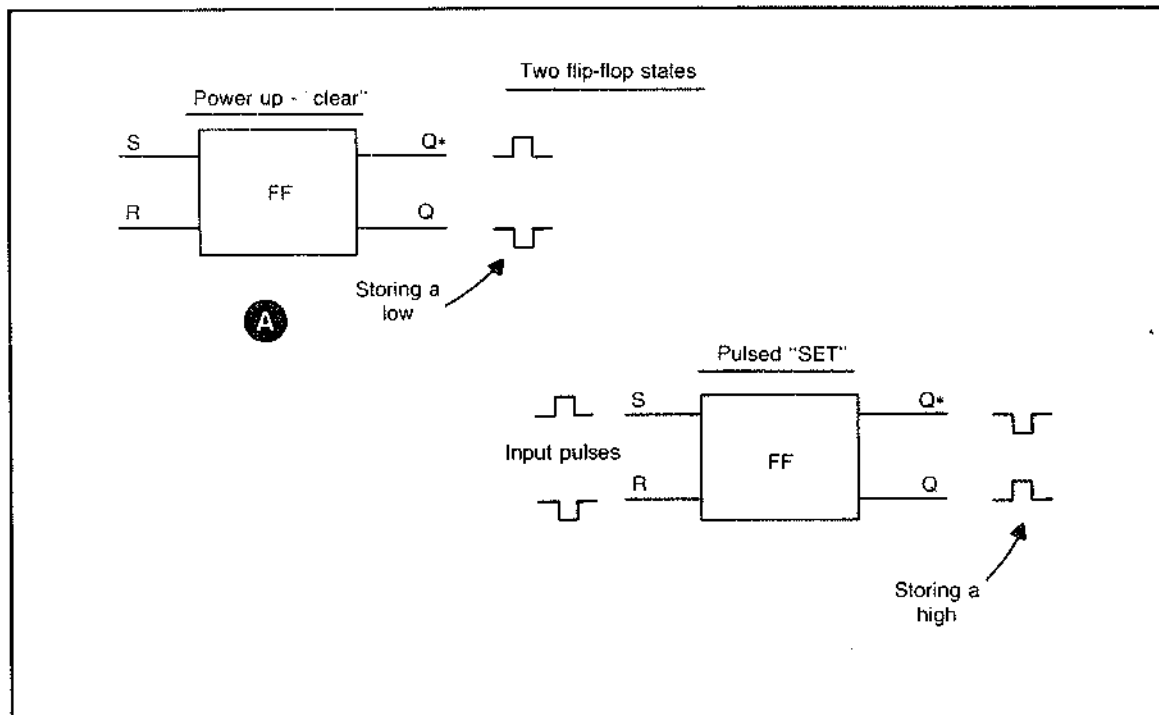 Two flip-flop states
Power up - "clear"
S
Q*
FF
R
Q
Storing a
low
A
Pulsed "SET"
S
Q*
Input pulses
FF
R
Q
Storing a
high